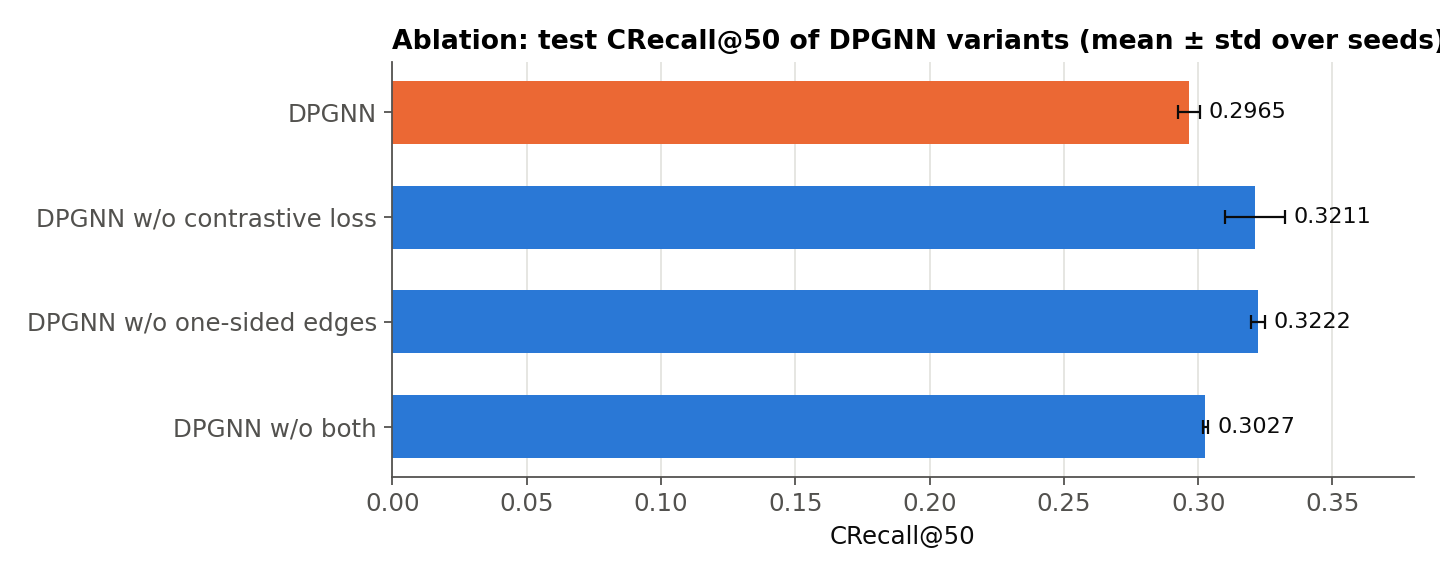 Ablation: test CRecall@50 of DPGNN variants (mean ± std over seeds)
DPGNN
0.2965
DPGNN w/o contrastive loss
0.3211
DPGNN w/o one-sided edges
0.3222
DPGNN w/o both
0.3027
0.00 0.05 0.10 0.15 0.20 0.25 0.30 0.35
CRecall@50